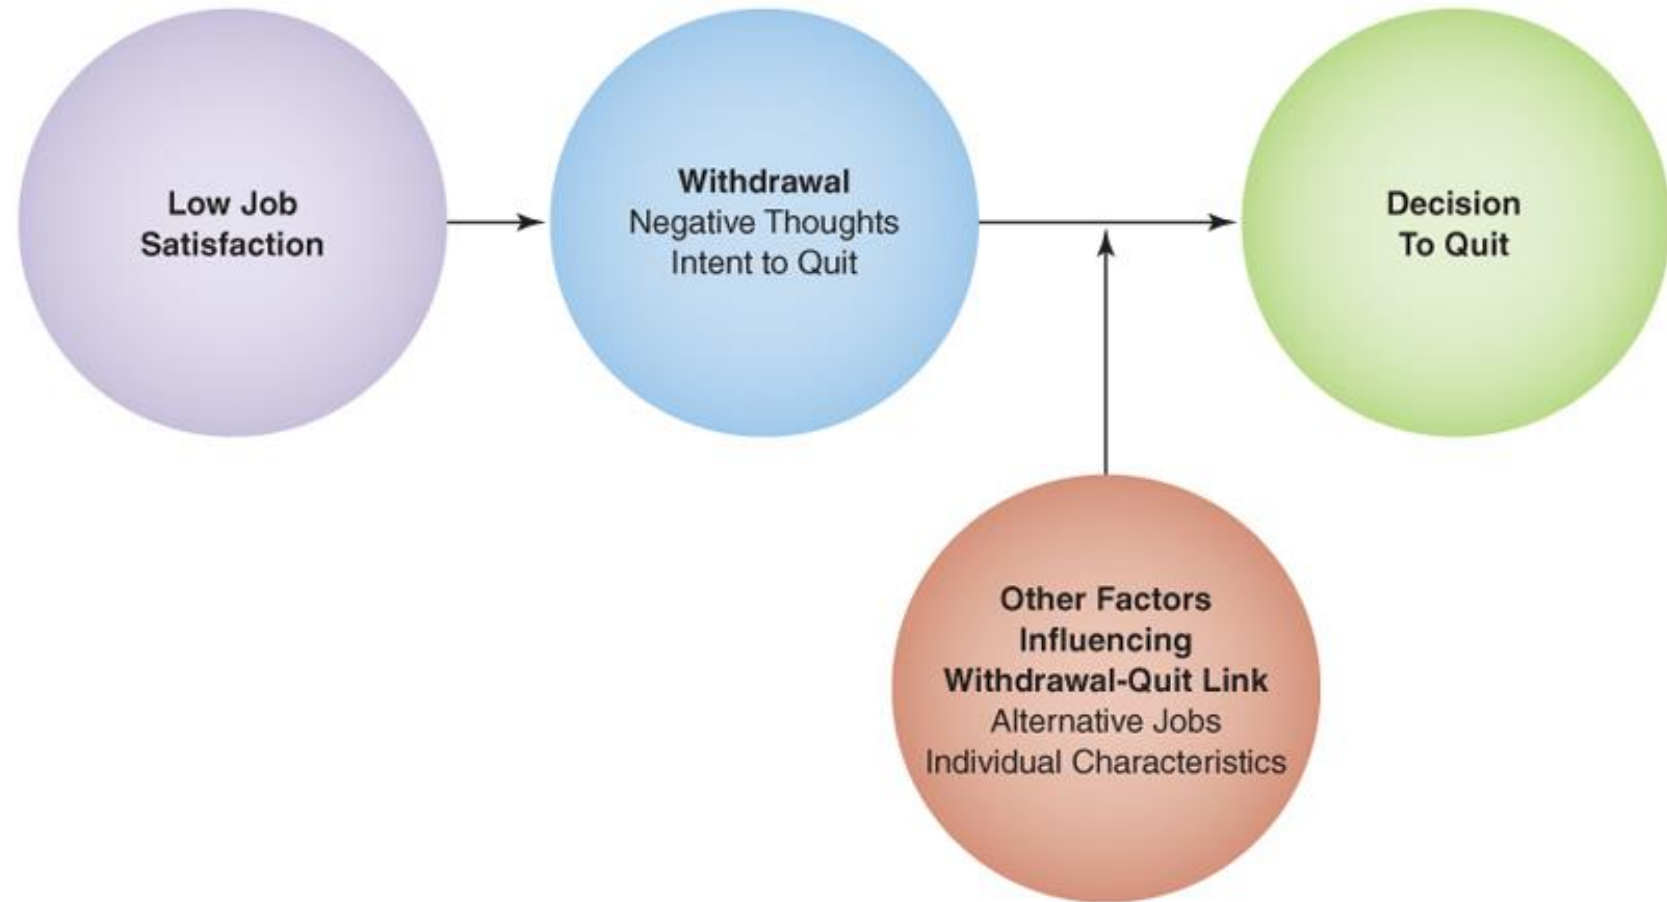 Low Job
Satisfaction
Withdrawal
Negative Thoughts
Intent to Quit
Decision
To Quit
Other Factors
Influencing
Withdrawal-Quit Link
Alternative Jobs
Individual Characteristics